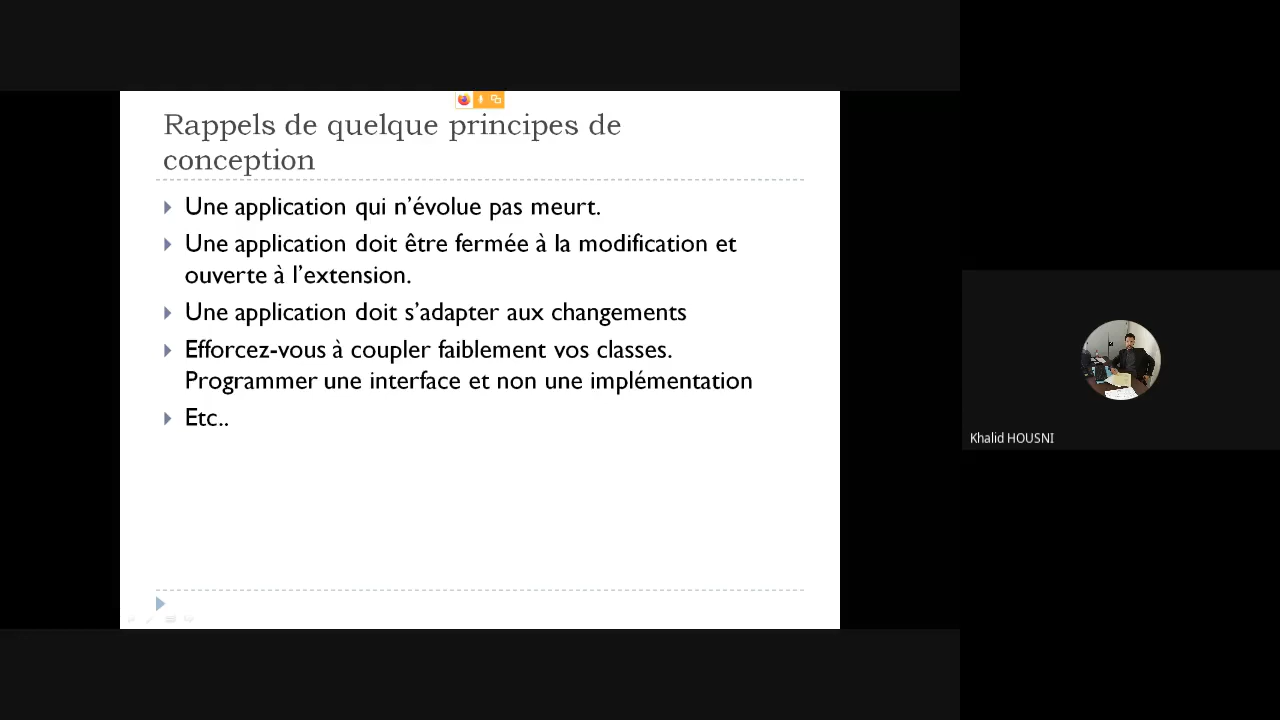 Rappels de quelque principes de
conception
Une application qui n’évolue pas meurt.
Une application doit être fermée à la modification et
ouverte à l’extension.
Une application doit s’adapter aux changements
Efforcez-vous à coupler faiblement vos classes.
Programmer une interface et non une implémentation
Etc..
Khalid HOUSNI